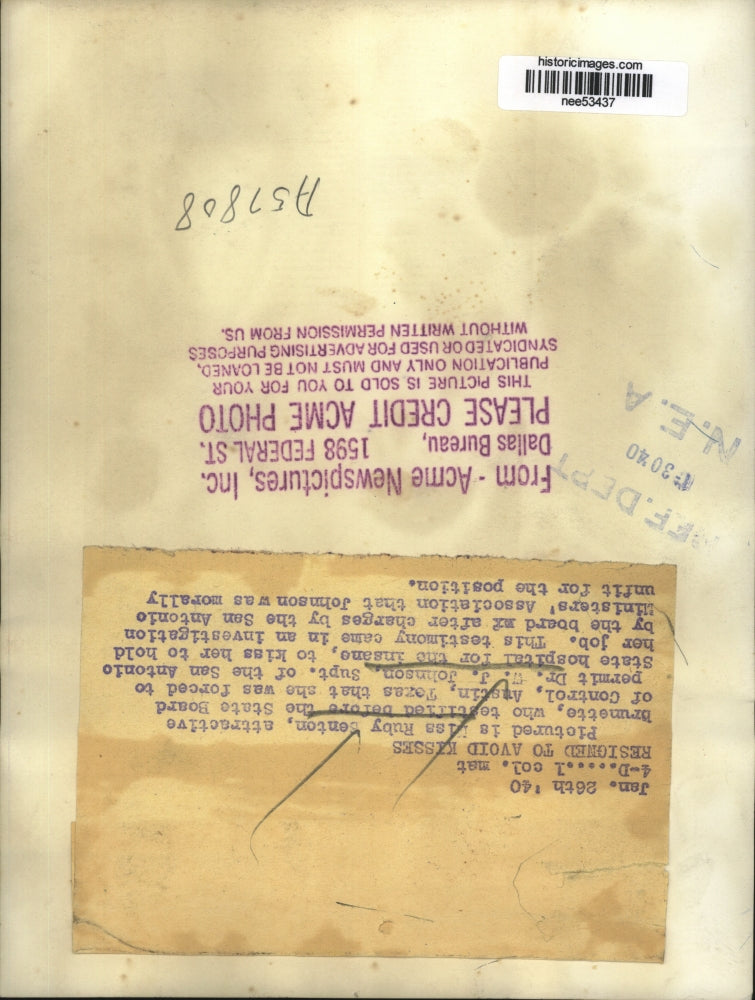 historicimages.com
nee53437
A57808
From - Acme Newspictures, Inc.
Dallas Bureau, 1598 FEDERAL ST.
PLEASE CREDIT ACME PHOTO
THIS PICTURE IS SOLD TO YOU FOR YOUR
PUBLICATION ONLY AND MUST NOT BE LOANED,
SYNDICATED OR USED FOR ADVERTISING PURPOSES
WITHOUT WRITTEN PERMISSION FROM US.
N.E.A
3040
DEPT
Jan. 26th '40
4-D.....1 col. mat
RESIGNED TO AVOID KISSES
Pictured is Miss Ruby Benton, attractive
brunette, who testified before the State Board
of Control, Austin, Texas that she was forced to
permit Dr. W. J. Johnson, Supt. of the San Antonio
State hospital for the insane, to kiss her to hold
her job. This testimony came in an investigation
by the board after charges by the San Antonio
Ministers' Association that Johnson was morally
unfit for the position.